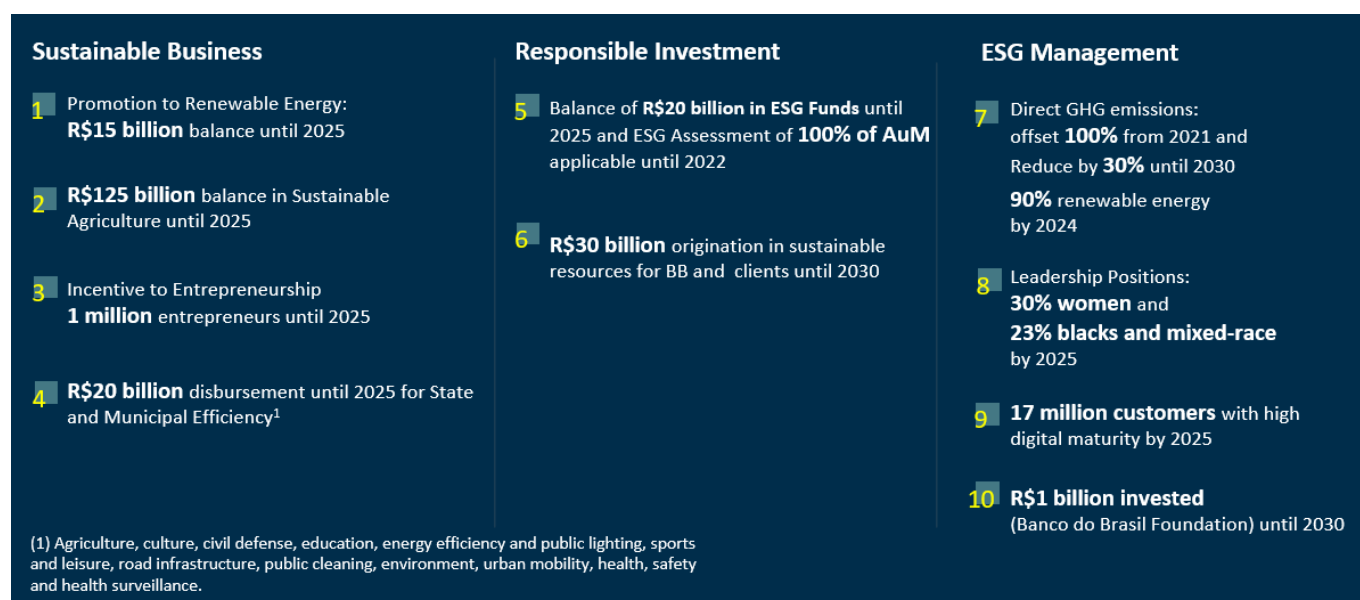 Sustainable Business
1 Promotion to Renewable Energy:
R$15 billion balance until 2025
2 R$125 billion balance in Sustainable
Agriculture until 2025
3 Incentive to Entrepreneurship
1 million entrepreneurs until 2025
4 R$20 billion disbursement until 2025 for State
and Municipal Efficiency¹
(1) Agriculture, culture, civil defense, education, energy efficiency and public lighting, sports
and leisure, road infrastructure, public cleaning, environment, urban mobility, health, safety
and health surveillance.
Responsible Investment
5 Balance of R$20 billion in ESG Funds until
2025 and ESG Assessment of 100% of AuM
applicable until 2022
6 R$30 billion origination in sustainable
resources for BB and clients until 2030
ESG Management
7 Direct GHG emissions:
offset 100% from 2021 and
Reduce by 30% until 2030
90% renewable energy
by 2024
8 Leadership Positions:
30% women and
23% blacks and mixed-race
by 2025
9 17 million customers with high
digital maturity by 2025
10 R$1 billion invested
(Banco do Brasil Foundation) until 2030